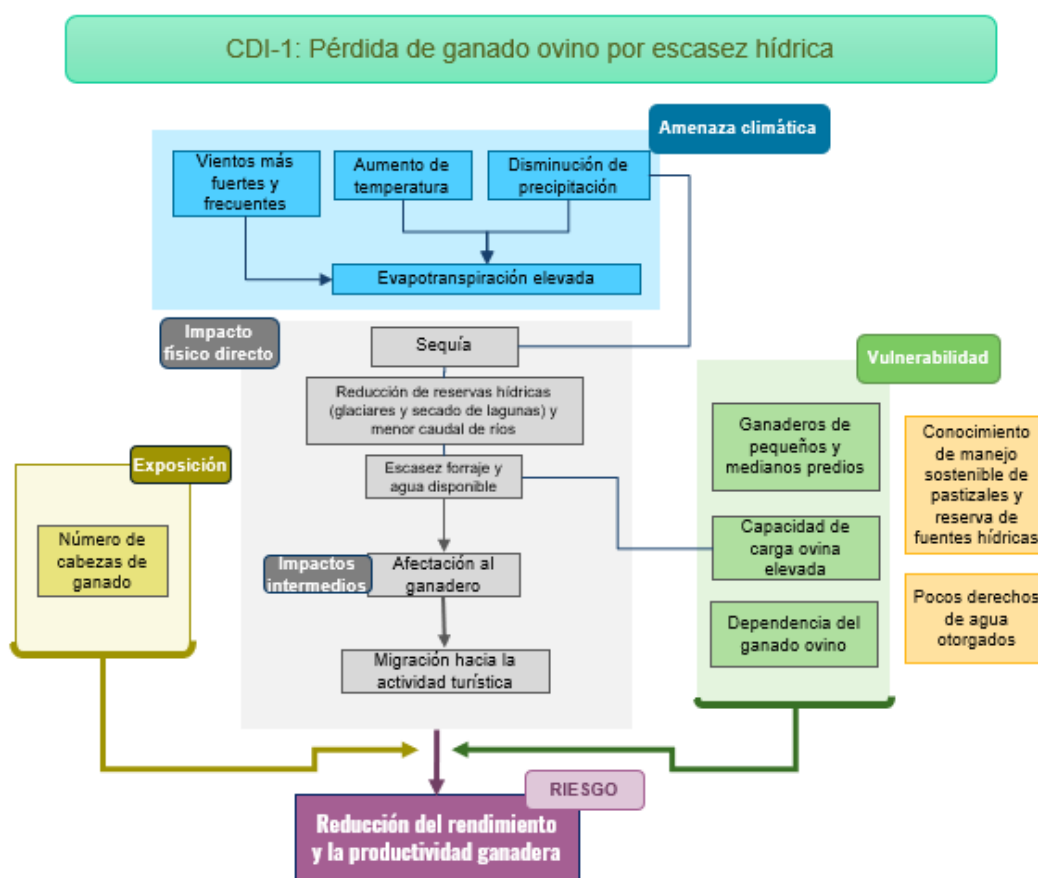 CDI-1: Pérdida de ganado ovino por escasez hídrica
Amenaza climática
Vientos más
fuertes y
frecuentes
Aumento de
temperatura
Disminución de
precipitación
Evapotranspiración elevada
Impacto
físico directo
Sequía
Reducción de reservas hídricas
(glaciares y secado de lagunas) y
menor caudal de ríos
Escasez forraje y
agua disponible
Impactos
intermedios
Afectación al
ganadero
Migración hacia la
actividad turística
Exposición
Número de
cabezas de
ganado
Vulnerabilidad
Ganaderos de
pequeños y
medianos predios
Capacidad de
carga ovina
elevada
Dependencia del
ganado ovino
Conocimiento
de manejo
sostenible de
pastizales y
reserva de
fuentes hídricas
Pocos derechos
de agua
otorgados
RIESGO
Reducción del rendimiento
y la productividad ganadera